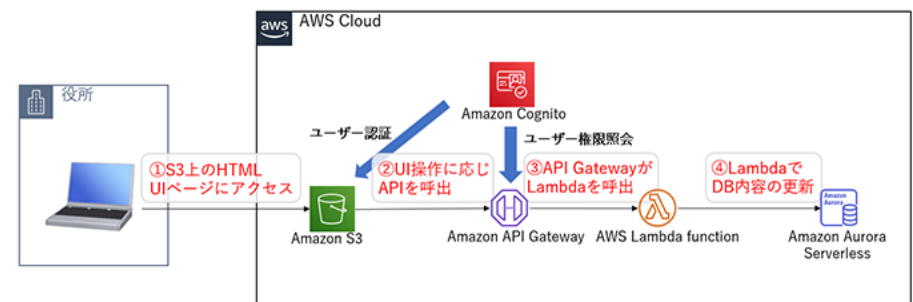 aws
AWS Cloud
役所
Amazon Cognito
ユーザー認証
ユーザー権限照会
①S3上のHTML
UIページにアクセス
②UI操作に応じ
APIを呼出
③API Gatewayが
Lambdaを呼出
④Lambdaで
DB内容の更新
Amazon
Aurora
Amazon S3
Amazon API Gateway
AWS Lambda function
Amazon Aurora
Serverless